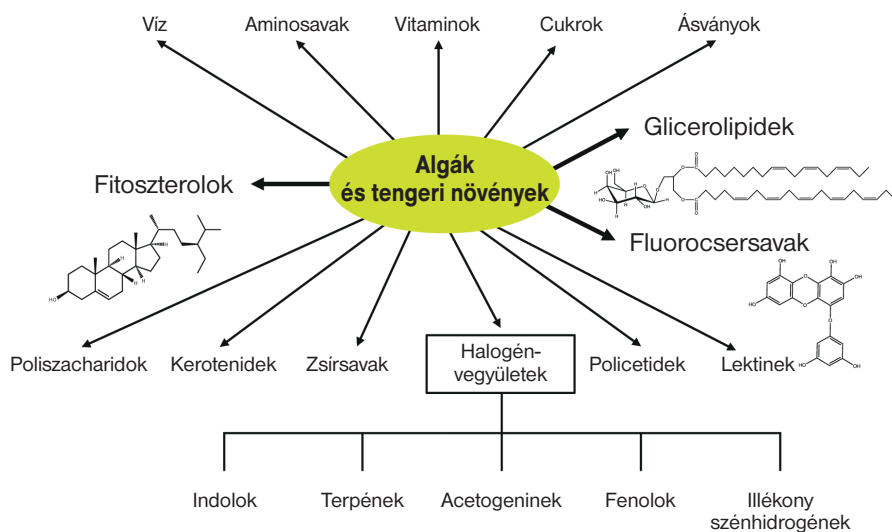 Víz
Aminosavak
Vitaminok
Cukrok
Ásványok
Glicerolipidek
Algák
és tengeri növények
Fitoszterolok
Fluorocsersavak
Poliszacharidok
Kerotenidek
Zsírsavak
Halogén-
vegyületek
Policetidek
Lektinek
Indolok
Terpének
Acetogeninek
Fenolok
Illékony
szénhidrogének